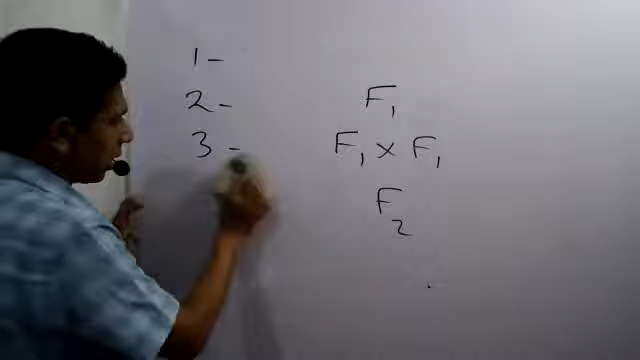 1 -
2 -
3 -
F₁
F₁ × F₁
F₂